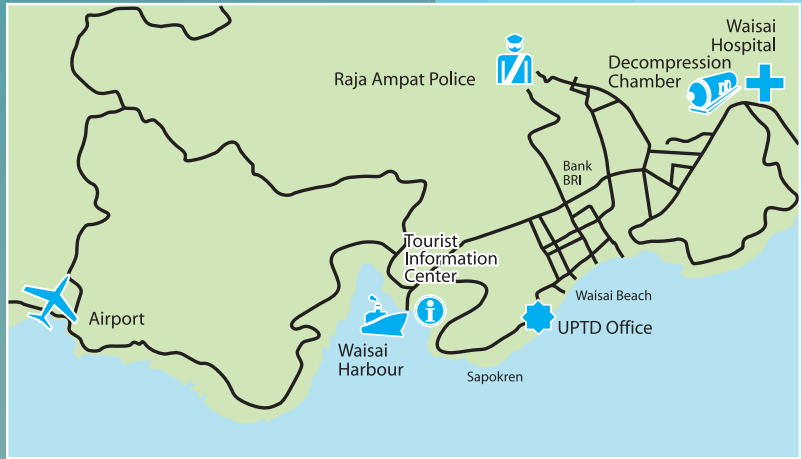 Waisai
Hospital
Decompression
Chamber
Raja Ampat Police
Bank
BRI
Tourist
Information
Center
Waisai Beach
Airport
UPTD Office
Waisai
Harbour
Sapokren